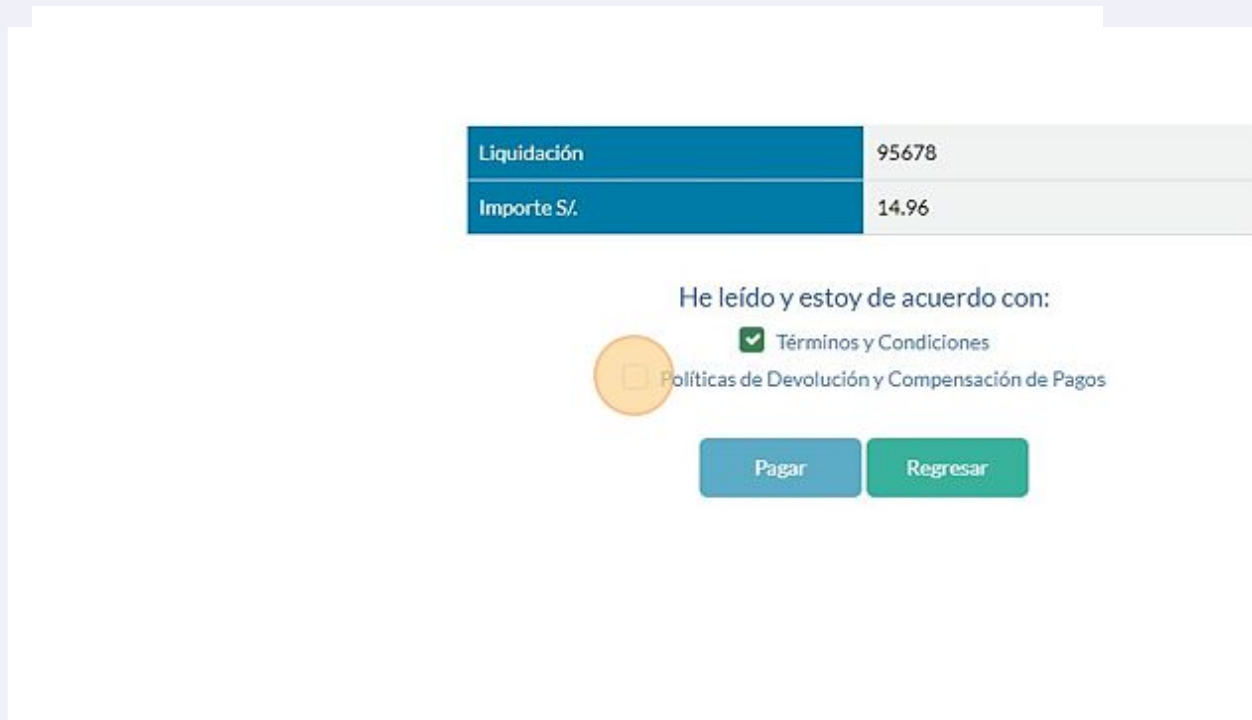 Liquidación 95678
Importe S/. 14.96
He leído y estoy de acuerdo con:
Términos y Condiciones
Políticas de Devolución y Compensación de Pagos
Pagar Regresar